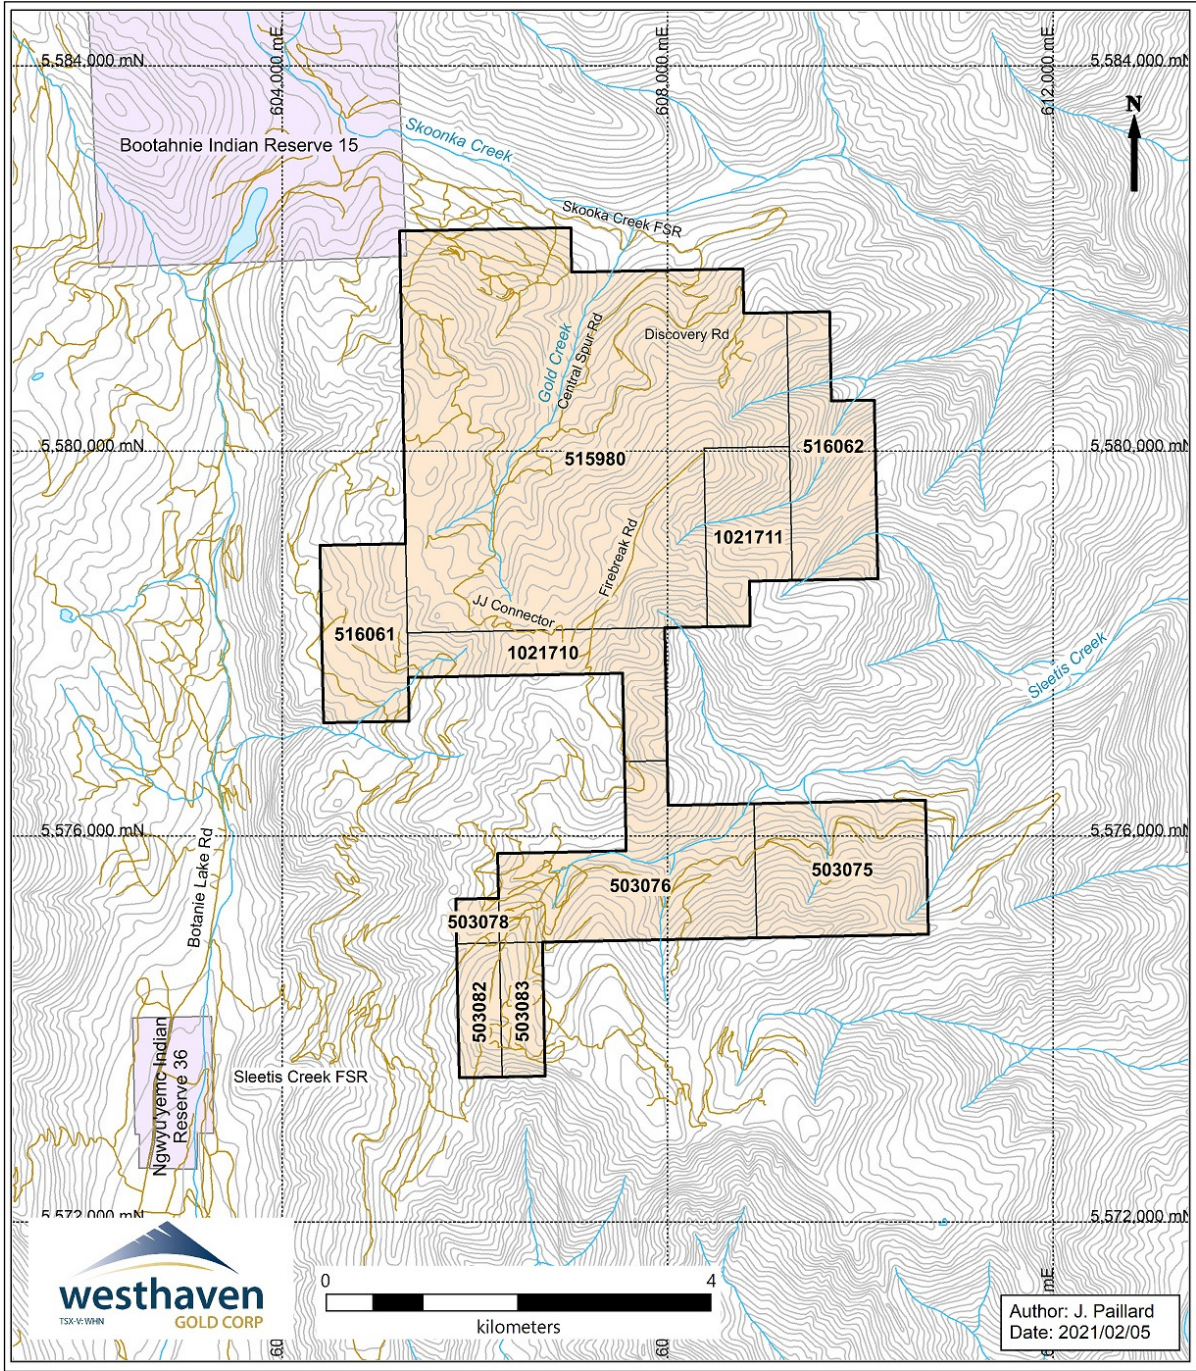 5,584,000 mN
604,000 mE
608,000 mE
612,000 mE
5,584,000 mN
N
Bootahnie Indian Reserve 15
Skoonka Creek
Skooka Creek FSR
Discovery Rd
Gold Creek
Central Spur Rd
5,580,000 mN
515980
516062
5,580,000 mN
1021711
Firebreak Rd
JJ Connector
516061
1021710
Sleetis Creek
5,576,000 mN
5,576,000 mN
Botanie Lake Rd
503076
503075
503078
503082
503083
Ngwyu'yemc Indian
Reserve 36
Sleetis Creek FSR
5,572,000 mN
5,572,000 mN
westhaven
TSX-V: WHN
GOLD CORP
0
4
kilometers
mE
Author: J. Paillard
Date: 2021/02/05